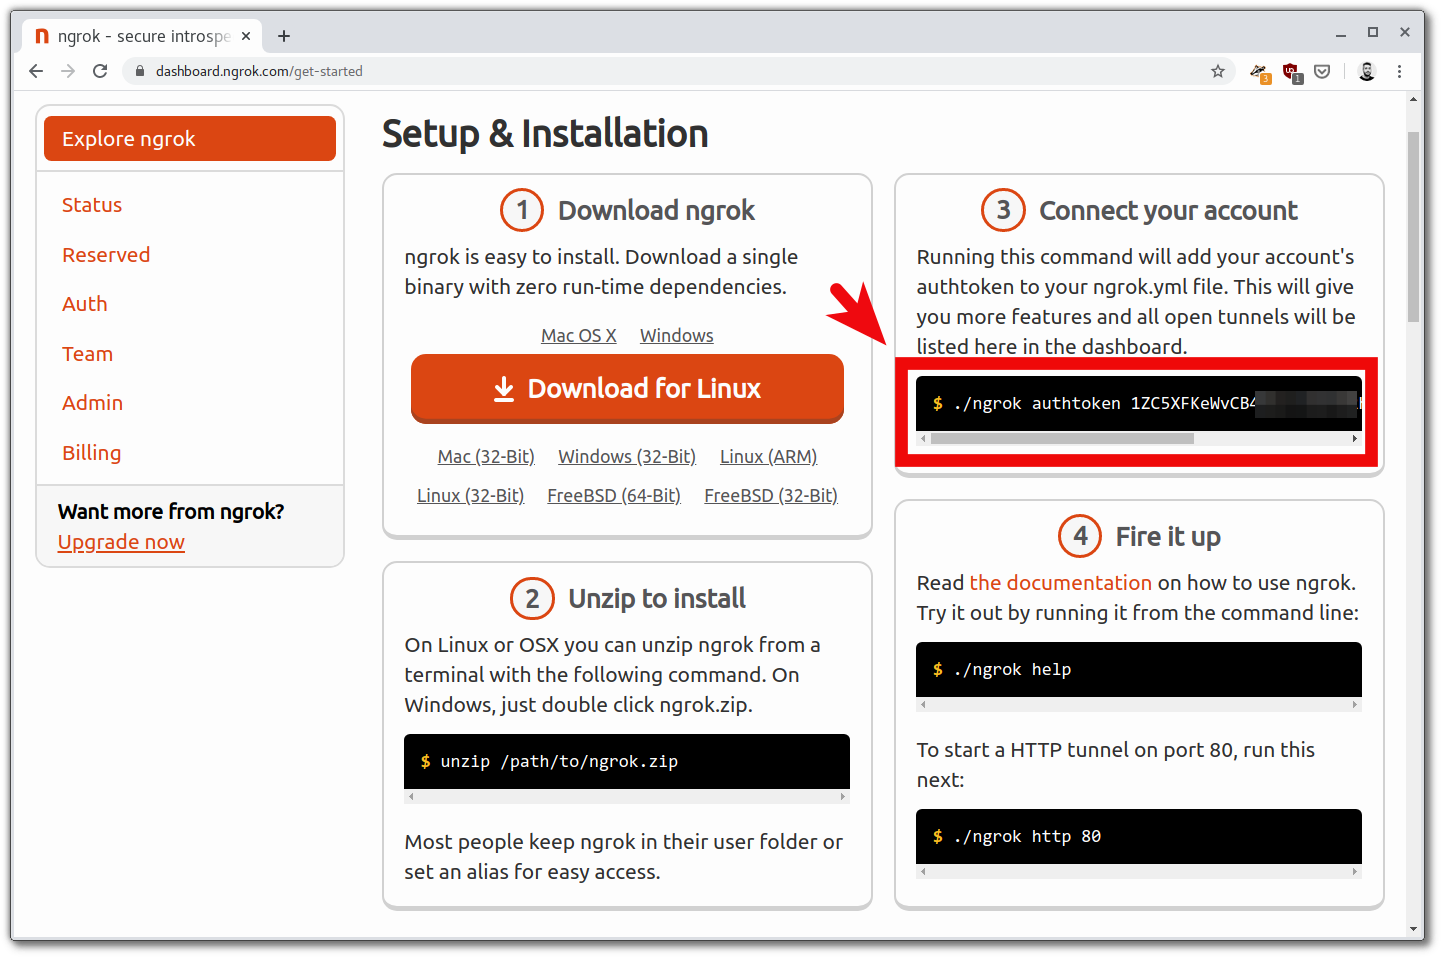 ngrok - secure introspe
dashboard.ngrok.com/get-started
3
1
Explore ngrok
Status
Reserved
Auth
Team
Admin
Billing
Want more from ngrok?
Upgrade now
Setup & Installation
1 Download ngrok
ngrok is easy to install. Download a single
binary with zero run-time dependencies.
Mac OS X Windows
Download for Linux
Mac (32-Bit) Windows (32-Bit) Linux (ARM)
Linux (32-Bit) FreeBSD (64-Bit) FreeBSD (32-Bit)
2 Unzip to install
On Linux or OSX you can unzip ngrok from a
terminal with the following command. On
Windows, just double click ngrok.zip.
$ unzip /path/to/ngrok.zip
Most people keep ngrok in their user folder or
set an alias for easy access.
3 Connect your account
Running this command will add your account's
authtoken to your ngrok.yml file. This will give
you more features and all open tunnels will be
listed here in the dashboard.
$ ./ngrok authtoken 1ZC5XFKeWvCB4
4 Fire it up
Read the documentation on how to use ngrok.
Try it out by running it from the command line:
$ ./ngrok help
To start a HTTP tunnel on port 80, run this
next:
$ ./ngrok http 80